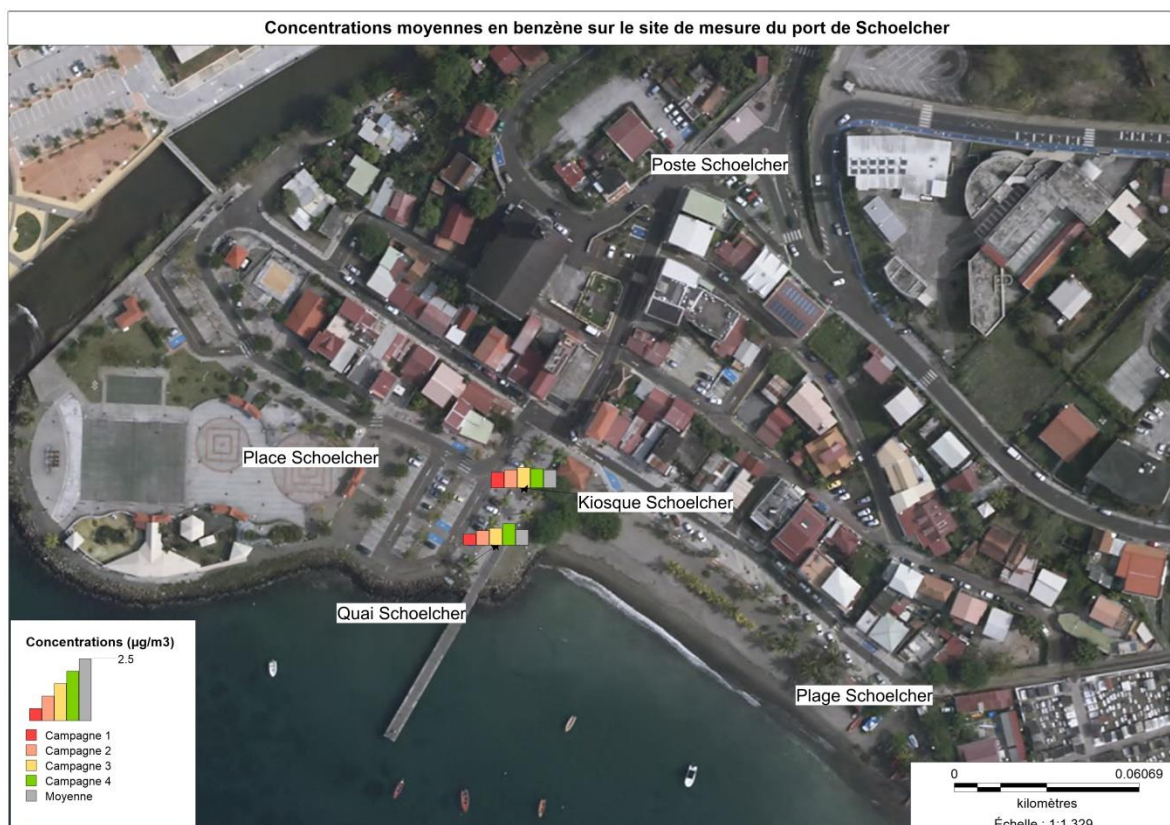 Concentrations moyennes en benzène sur le site de mesure du port de Schoelcher
Poste Schoelcher
Place Schoelcher
Kiosque Schoelcher
Quai Schoelcher
Plage Schoelcher
Concentrations (µg/m3)
2.5
Campagne 1
Campagne 2
Campagne 3
Campagne 4
Moyenne
0 0.06069
kilomètres
Échelle : 1:1 329